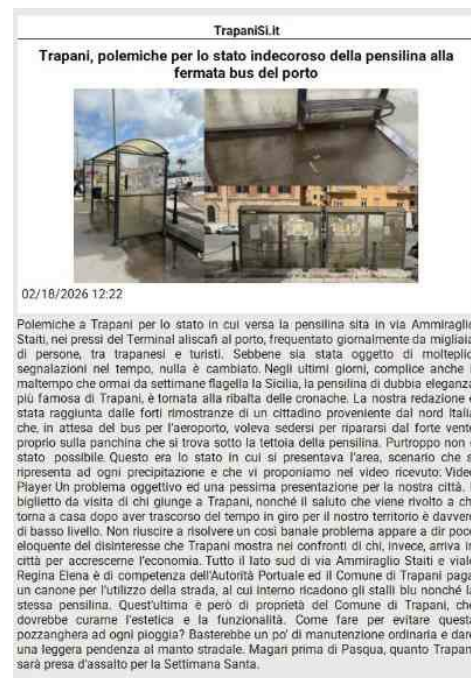 TrapaniSi.it
Trapani, polemiche per lo stato indecoroso della pensilina alla
fermata bus del porto
02/18/2026 12:22
Polemiche a Trapani per lo stato in cui versa la pensilina sita in via Ammiraglio
Staiti, nei pressi del Terminal aliscafi al porto, frequentato giornalmente da migliaia
di persone, tra trapanesi e turisti. Sebbene sia stata oggetto di molteplic
segnalazioni nel tempo, nulla è cambiato. Negli ultimi giorni, complice anche i
maltempo che ormai da settimane flagella la Sicilia, la pensilina di dubbia eleganza
più famosa di Trapani, è tornata alla ribalta delle cronache. La nostra redazione è
stata raggiunta dalle forti rimostranze di un cittadino proveniente dal nord Italia
che, in attesa del bus per l'aeroporto, voleva sedersi per ripararsi dal forte vento
proprio sulla panchina che si trova sotto la tettoia della pensilina. Purtroppo non è
stato possibile. Questo era lo stato in cui si presentava l'area, scenario che s
ripresenta ad ogni precipitazione e che vi proponiamo nel video ricevuto: Video
Player Un problema oggettivo ed una pessima presentazione per la nostra città. I
biglietto da visita di chi giunge a Trapani, nonché il saluto che viene rivolto a chi
torna a casa dopo aver trascorso del tempo in giro per il nostro territorio è davvero
di basso livello. Non riuscire a risolvere un così banale problema appare a dir poco
eloquente del disinteresse che Trapani mostra nei confronti di chi, invece, arriva in
città per accrescerne l'economia. Tutto il lato sud di via Ammiraglio Staiti e viale
Regina Elena è di competenza dell'Autorità Portuale ed il Comune di Trapani paga
un canone per l'utilizzo della strada, al cui interno ricadono gli stalli blu nonché la
stessa pensilina. Quest'ultima è però di proprietà del Comune di Trapani, che
dovrebbe curarne l'estetica e la funzionalità. Come fare per evitare questa
pozzanghera ad ogni pioggia? Basterebbe un po' di manutenzione ordinaria e dare
una leggera pendenza al manto stradale. Magari prima di Pasqua, quanto Trapani
sarà presa d'assalto per la Settimana Santa.